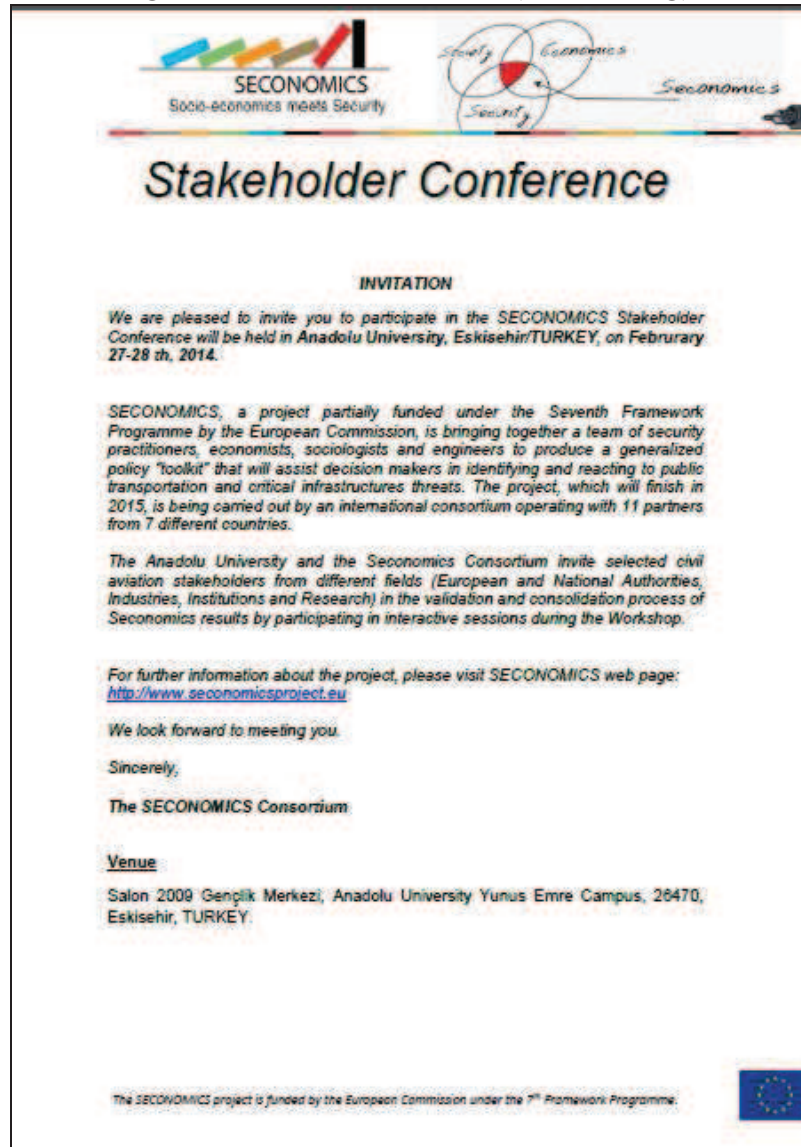 SECONOMICS
Socio-economics meets Security
Society
Economics
Security
Seconomics
Stakeholder Conference
INVITATION
We are pleased to invite you to participate in the SECONOMICS Stakeholder
Conference will be held in Anadolu University, Eskisehir/TURKEY, on Februrary
27-28 th, 2014.
SECONOMICS, a project partially funded under the Seventh Framework
Programme by the European Commission, is bringing together a team of security
practitioners, economists, sociologists and engineers to produce a generalized
policy "toolkit" that will assist decision makers in identifying and reacting to public
transportation and critical infrastructures threats. The project, which will finish in
2015, is being carried out by an international consortium operating with 11 partners
from 7 different countries.
The Anadolu University and the Seconomics Consortium invite selected civil
aviation stakeholders from different fields (European and National Authorities,
Industries, Institutions and Research) in the validation and consolidation process of
Seconomics results by participating in interactive sessions during the Workshop.
For further information about the project, please visit SECONOMICS web page:
http://www.seconomicsproject.eu
We look forward to meeting you.
Sincerely,
The SECONOMICS Consortium
Venue
Salon 2009 Gençlik Merkezi, Anadolu University Yunus Emre Campus, 26470,
Eskisehir, TURKEY.
The SECONOMICS project is funded by the European Commission under the 7th Framework Programme.